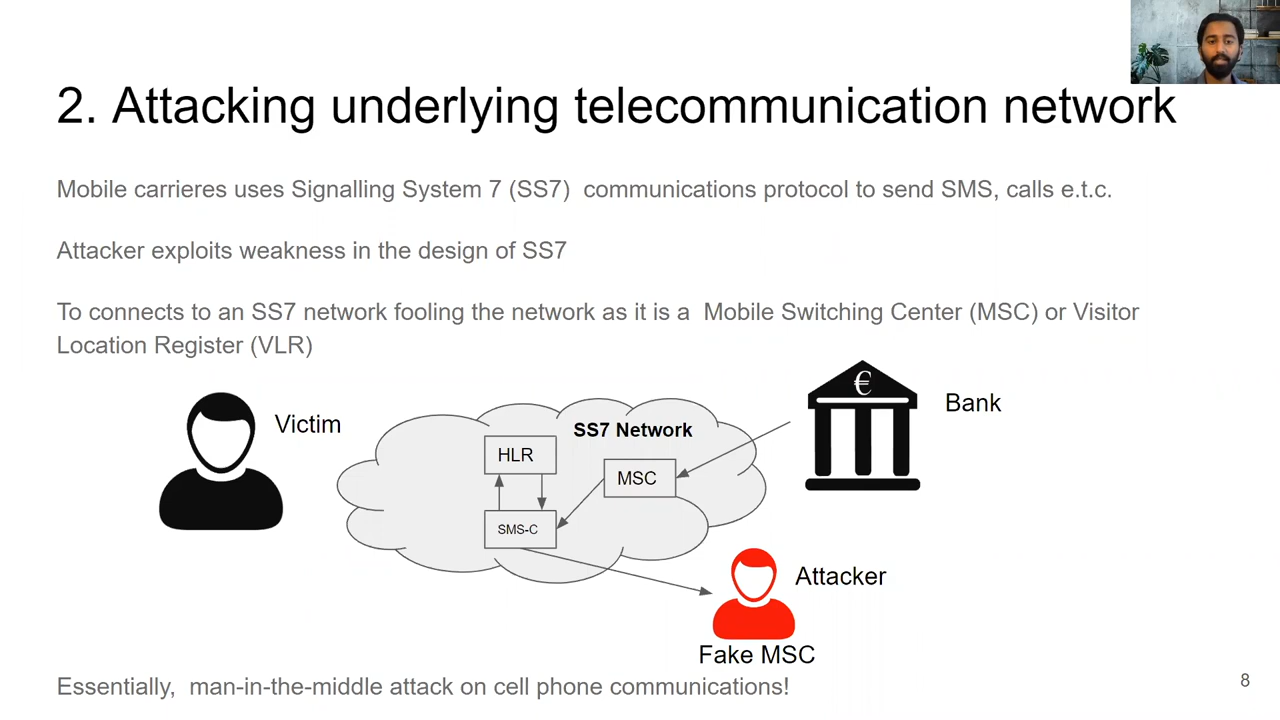 2. Attacking underlying telecommunication network
Mobile carrieres uses Signalling System 7 (SS7) communications protocol to send SMS, calls e.t.c.
Attacker exploits weakness in the design of SS7
To connects to an SS7 network fooling the network as it is a Mobile Switching Center (MSC) or Visitor
Location Register (VLR)
€
Bank
Victim
SS7 Network
HLR
MSC
SMS-C
Attacker
Fake MSC
Essentially, man-in-the-middle attack on cell phone communications!
8